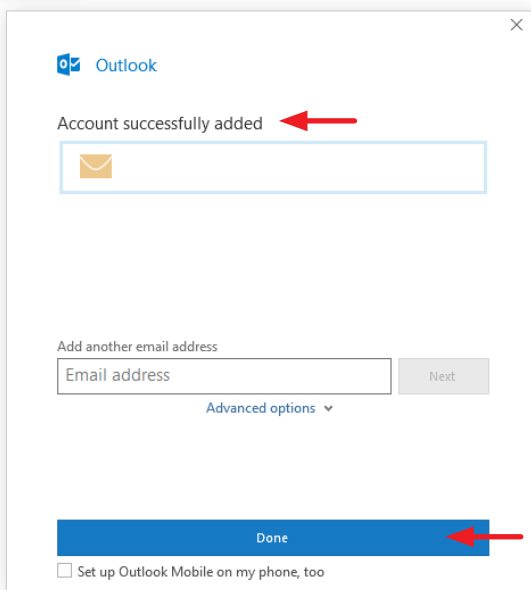 Outlook
Account successfully added
Add another email address
Email address
Next
Advanced options
Done
Set up Outlook Mobile on my phone, too